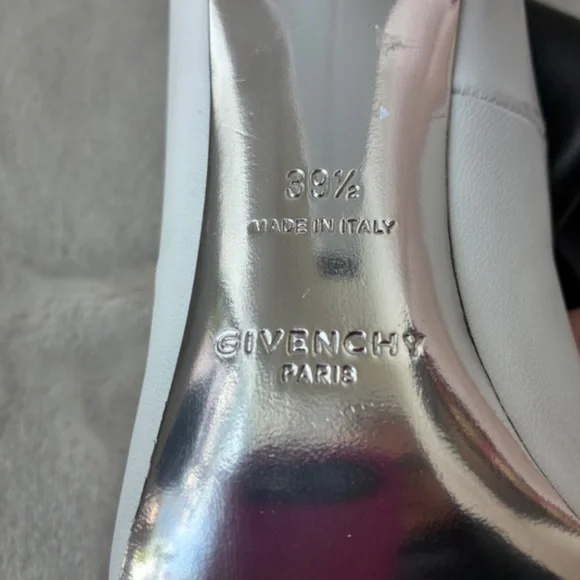 39½
MADE IN ITALY
GIVENCHY
PARIS